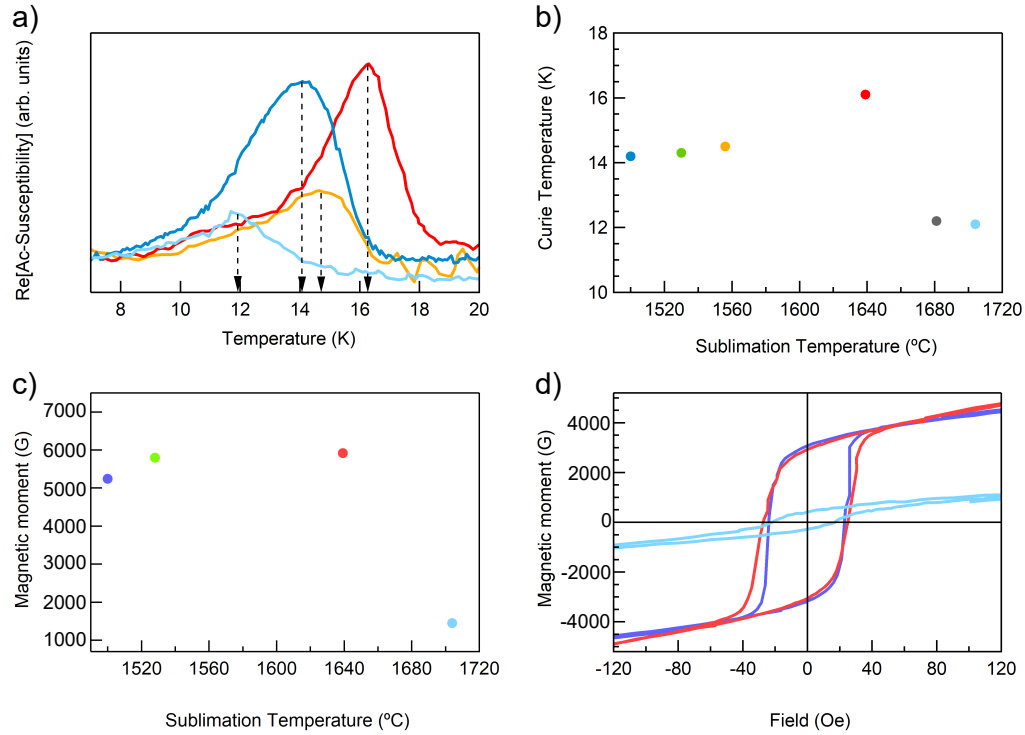 a)
Re[Ac-Susceptibility] (arb. units)
8 10 12 14 16 18 20
Temperature (K)
b)
Curie Temperature (K)
18
16
14
12
10
1520 1560 1600 1640 1680 1720
Sublimation Temperature (ºC)
c)
Magnetic moment (G)
7000
6000
5000
4000
3000
2000
1000
1520 1560 1600 1640 1680 1720
Sublimation Temperature (ºC)
d)
Magnetic moment (G)
4000
2000
0
-2000
-4000
-120 -80 -40 0 40 80 120
Field (Oe)